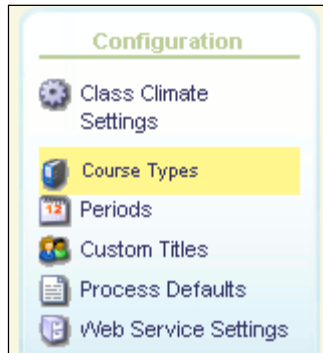 Configuration
Class Climate
Settings
Course Types
12
Periods
Custom Titles
Process Defaults
Web Service Settings